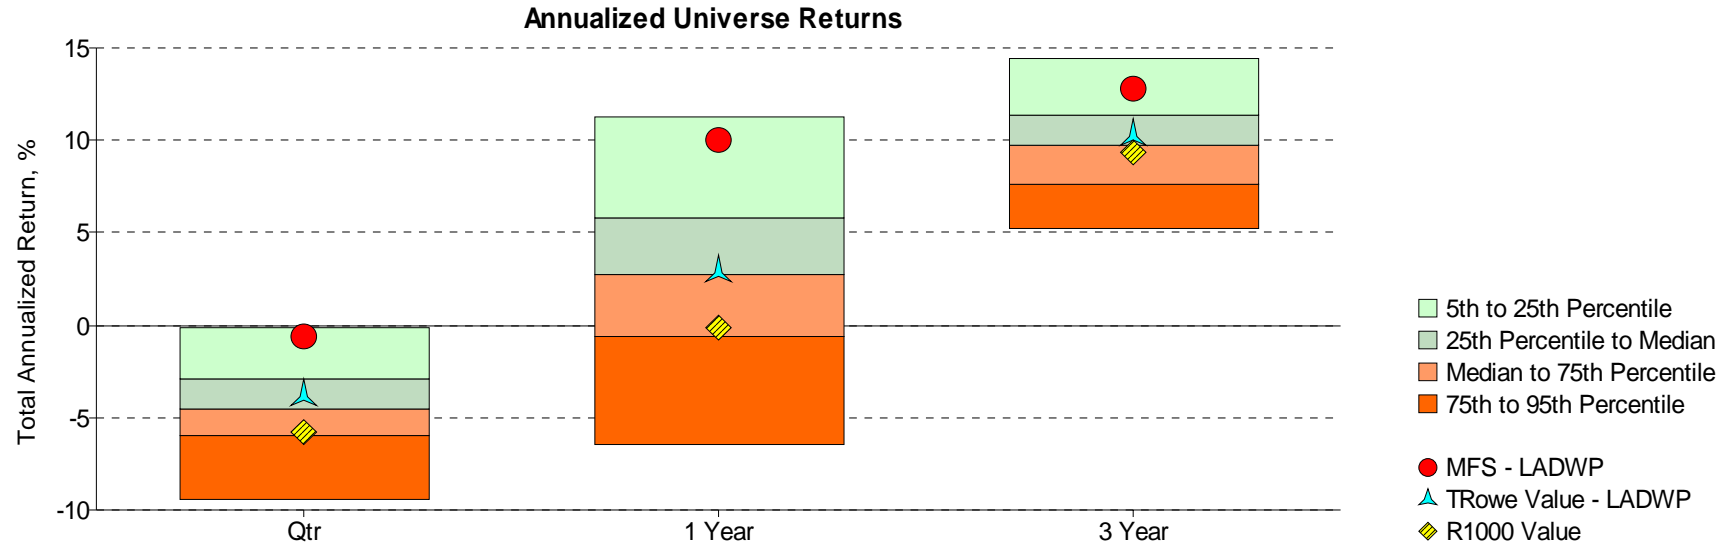 Annualized Universe Returns
Total Annualized Return, %
15
10
5
0
-5
-10
Qtr
1 Year
3 Year
5th to 25th Percentile
25th Percentile to Median
Median to 75th Percentile
75th to 95th Percentile
MFS - LADWP
TRowe Value - LADWP
R1000 Value